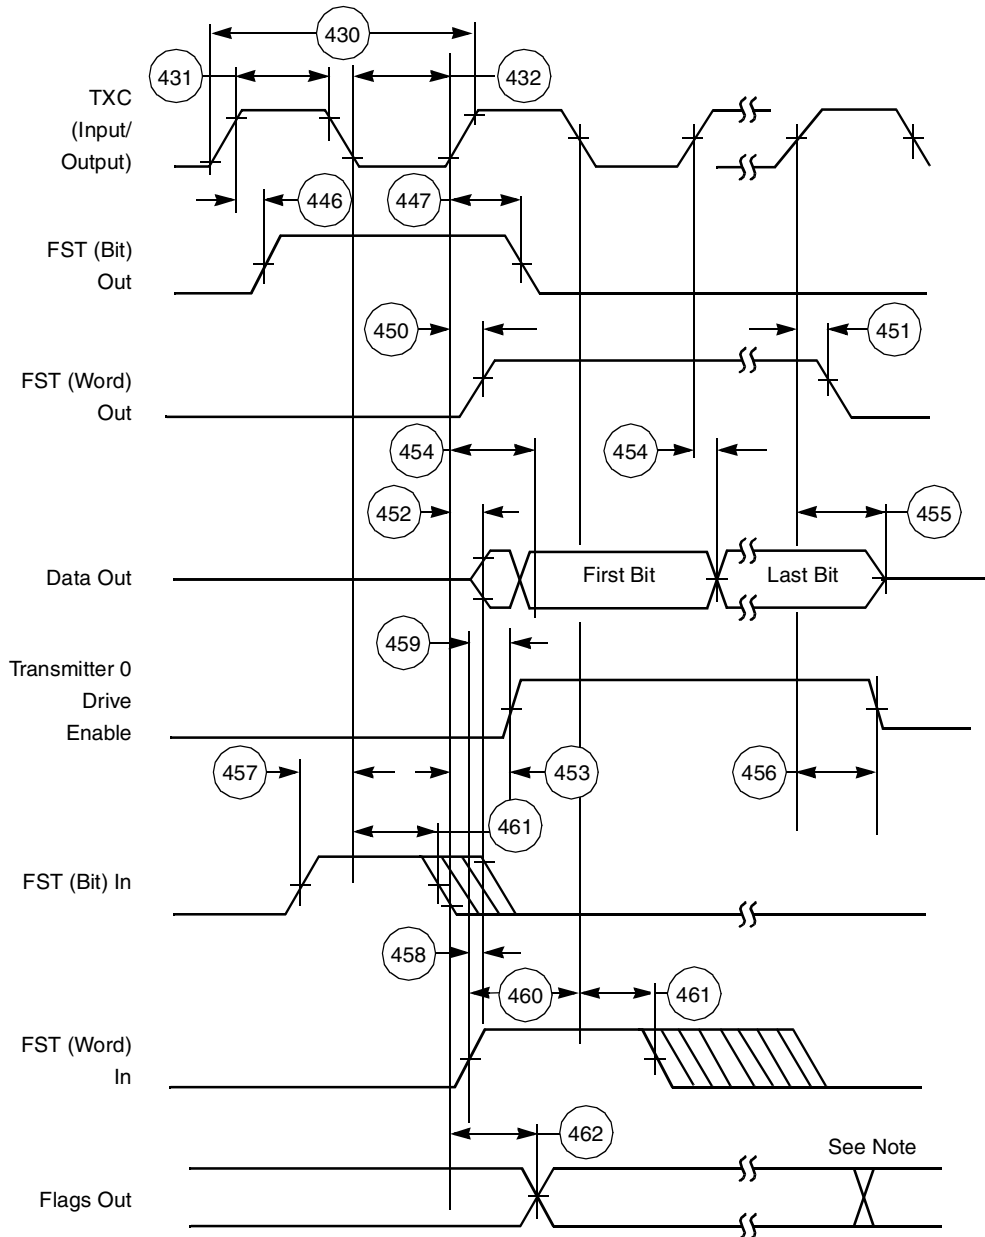 430
431
432
TXC
(Input/
Output)
446
447
FST (Bit)
Out
450
451
FST (Word)
Out
454
454
452
455
Data Out
First Bit
Last Bit
459
Transmitter 0
Drive
Enable
457
453
456
461
FST (Bit) In
458
460
461
FST (Word)
In
462
See Note
Flags Out